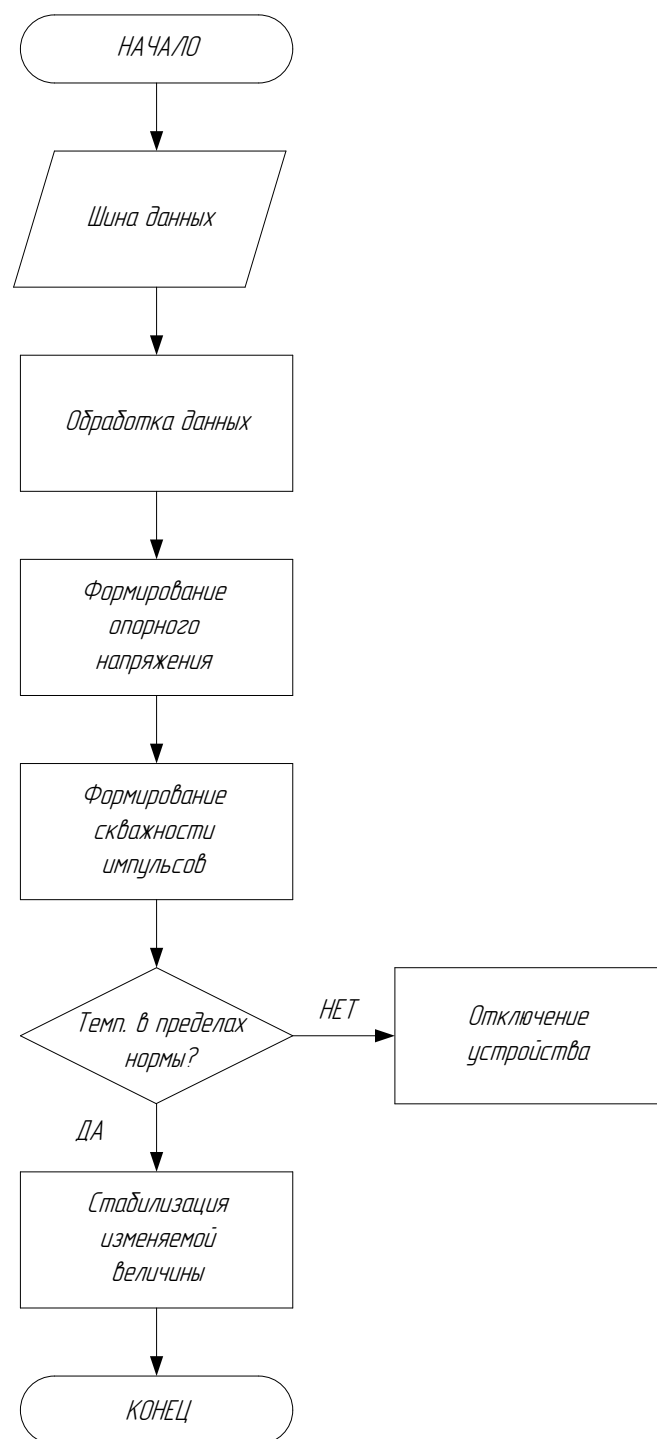 НАЧАЛО
Шина данных
Обработка данных
Формирование
опорного
напряжения
Формирование
скважности
импульсов
Темп. в пределах
нормы?
НЕТ
Отключение
устройства
ДА
Стабилизация
изменяемой
величины
КОНЕЦ